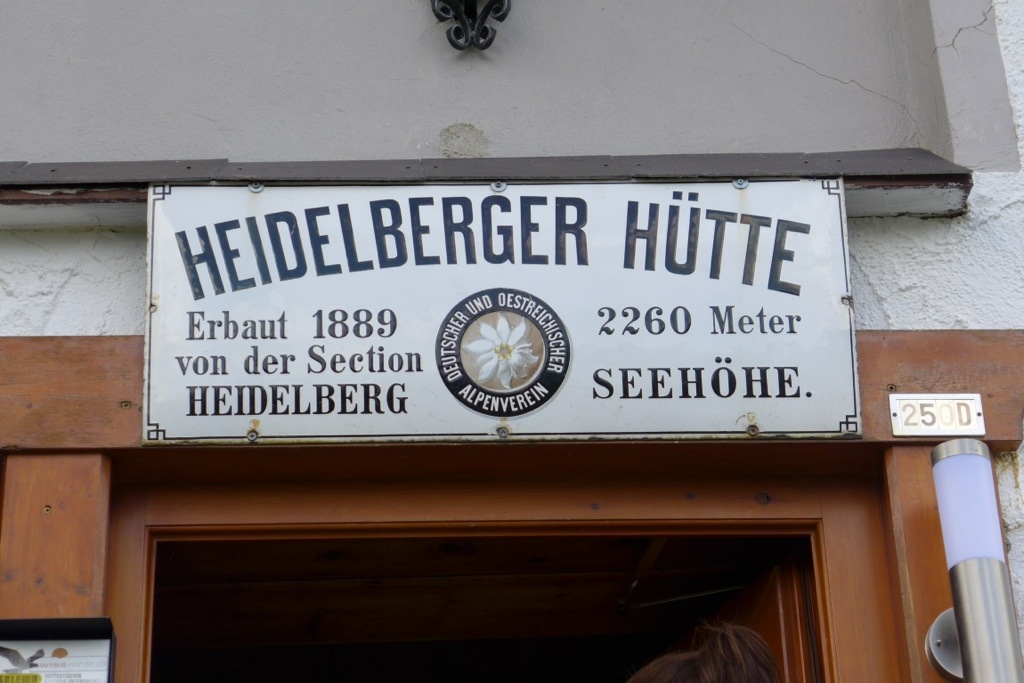 HEIDELBERGER HÜTTE
Erbaut 1889
von der Section
HEIDELBERG
DEUTSCHER UND OESTREICHISCHER
ALPENVEREIN
2260 Meter
SEEHÖHE.
250D